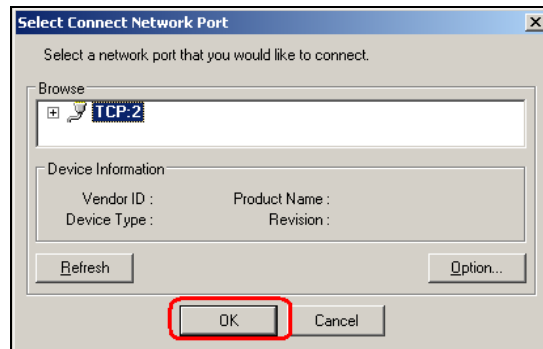 Select Connect Network Port
Select a network port that you would like to connect.
Browse
TCP:2
Device Information
Vendor ID : Product Name :
Device Type : Revision :
Refresh Option...
OK Cancel